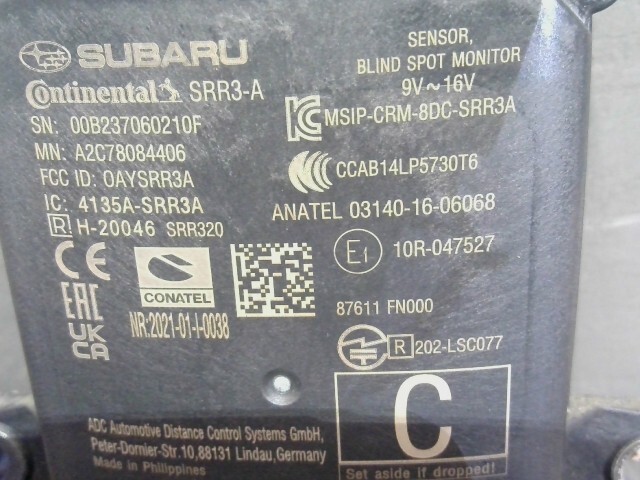 SUBARU
SENSOR,
BLIND SPOT MONITOR
9V~16V
Continental SRR3-A
MSIP-CRM-8DC-SRR3A
SN: 00B237060210F
MN: A2C78084406
CCAB14LP5730T6
FCC ID: OAYSRR3A
IC: 4135A-SRR3A
ANATEL 03140-16-06068
R H-20046 SRR320
CE
CONATEL
E1 10R-047527
EAC
NR:2021-01-I-0038
87611 FN000
UK
CA
R 202-LSC077
C
ADC Automotive Distance Control Systems GmbH,
Peter-Dornier-Str.10,88131 Lindau,Germany
Made in Philippines
Set aside if dropped!